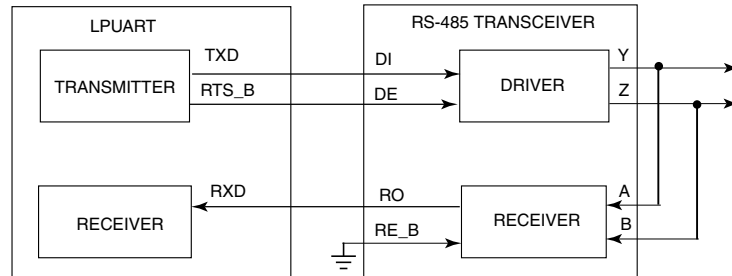 LPUART
RS-485 TRANSCEIVER
TXD
DI
Y
TRANSMITTER
DRIVER
RTS_B
DE
Z
RXD
RO
A
RECEIVER
RECEIVER
RE_B
B